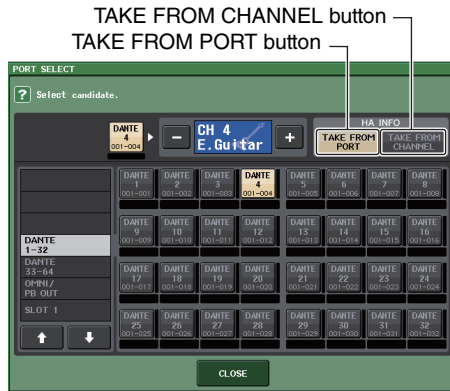 TAKE FROM CHANNEL button
TAKE FROM PORT button
PORT SELECT
? Select candidate.
DANTE
4
001-004
−
CH 4
E.Guitar
+
HA INFO
TAKE FROM
PORT
TAKE FROM
CHANNEL
DANTE
1-32
DANTE
33-64
OMNI/
PB OUT
SLOT 1
DANTE DANTE DANTE DANTE DANTE DANTE DANTE DANTE
1 2 3 4 5 6 7 8
001-001 001-002 001-003 001-004 001-005 001-006 001-007 001-008
DANTE DANTE DANTE DANTE DANTE DANTE DANTE DANTE
9 10 11 12 13 14 15 16
001-009 001-010 001-011 001-012 001-013 001-014 001-015 001-016
DANTE DANTE DANTE DANTE DANTE DANTE DANTE DANTE
17 18 19 20 21 22 23 24
001-017 001-018 001-019 001-020 001-021 001-022 001-023 001-024
DANTE DANTE DANTE DANTE DANTE DANTE DANTE DANTE
25 26 27 28 29 30 31 32
001-025 001-026 001-027 001-028 001-029 001-030 001-031 001-032
CLOSE